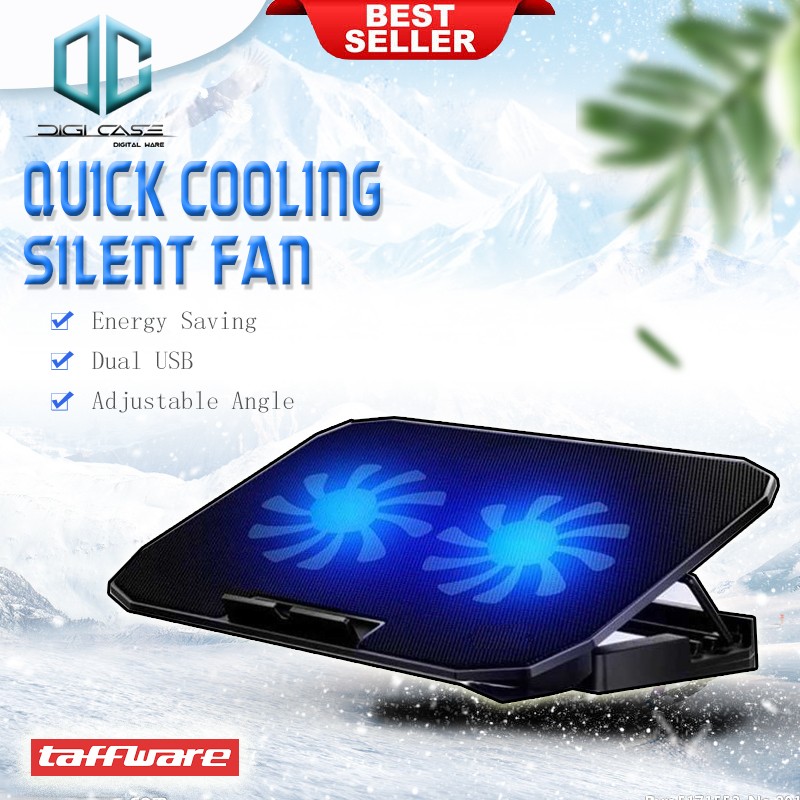 BEST
SELLER
DIGI CASE
DIGITAL WARE
QUICK COOLING
SILENT FAN
Energy Saving
Dual USB
Adjustable Angle
taffware